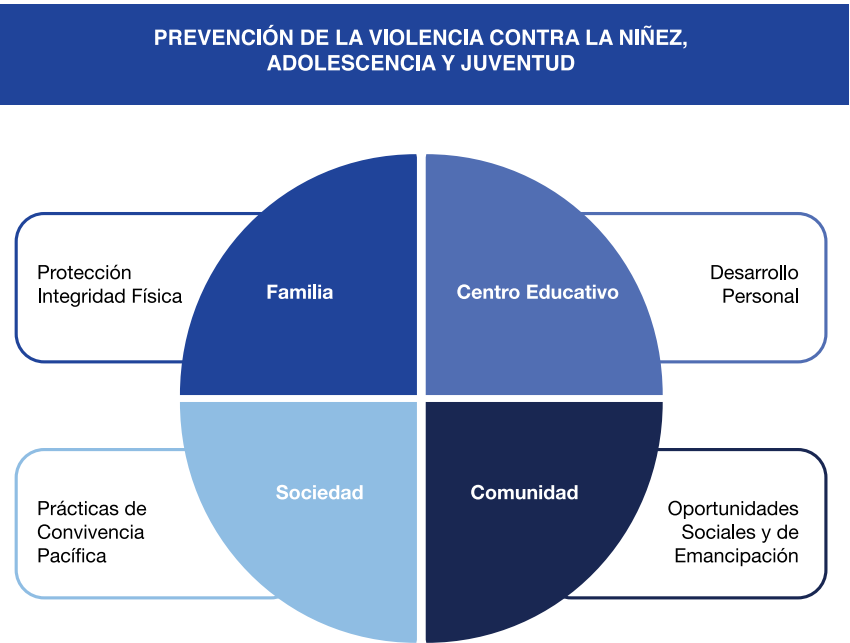 PREVENCIÓN DE LA VIOLENCIA CONTRA LA NIÑEZ,
ADOLESCENCIA Y JUVENTUD
Protección
Integridad Física
Familia
Centro Educativo
Desarrollo
Personal
Prácticas de
Convivencia
Pacífica
Sociedad
Comunidad
Oportunidades
Sociales y de
Emancipación